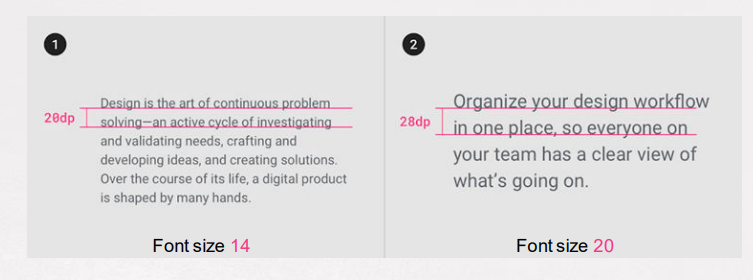 1
Design is the art of continuous problem
20dp
solving—an active cycle of investigating
and validating needs, crafting and
developing ideas, and creating solutions.
Over the course of its life, a digital product
is shaped by many hands.
Font size 14
2
Organize your design workflow
28dp
in one place, so everyone on
your team has a clear view of
what's going on.
Font size 20